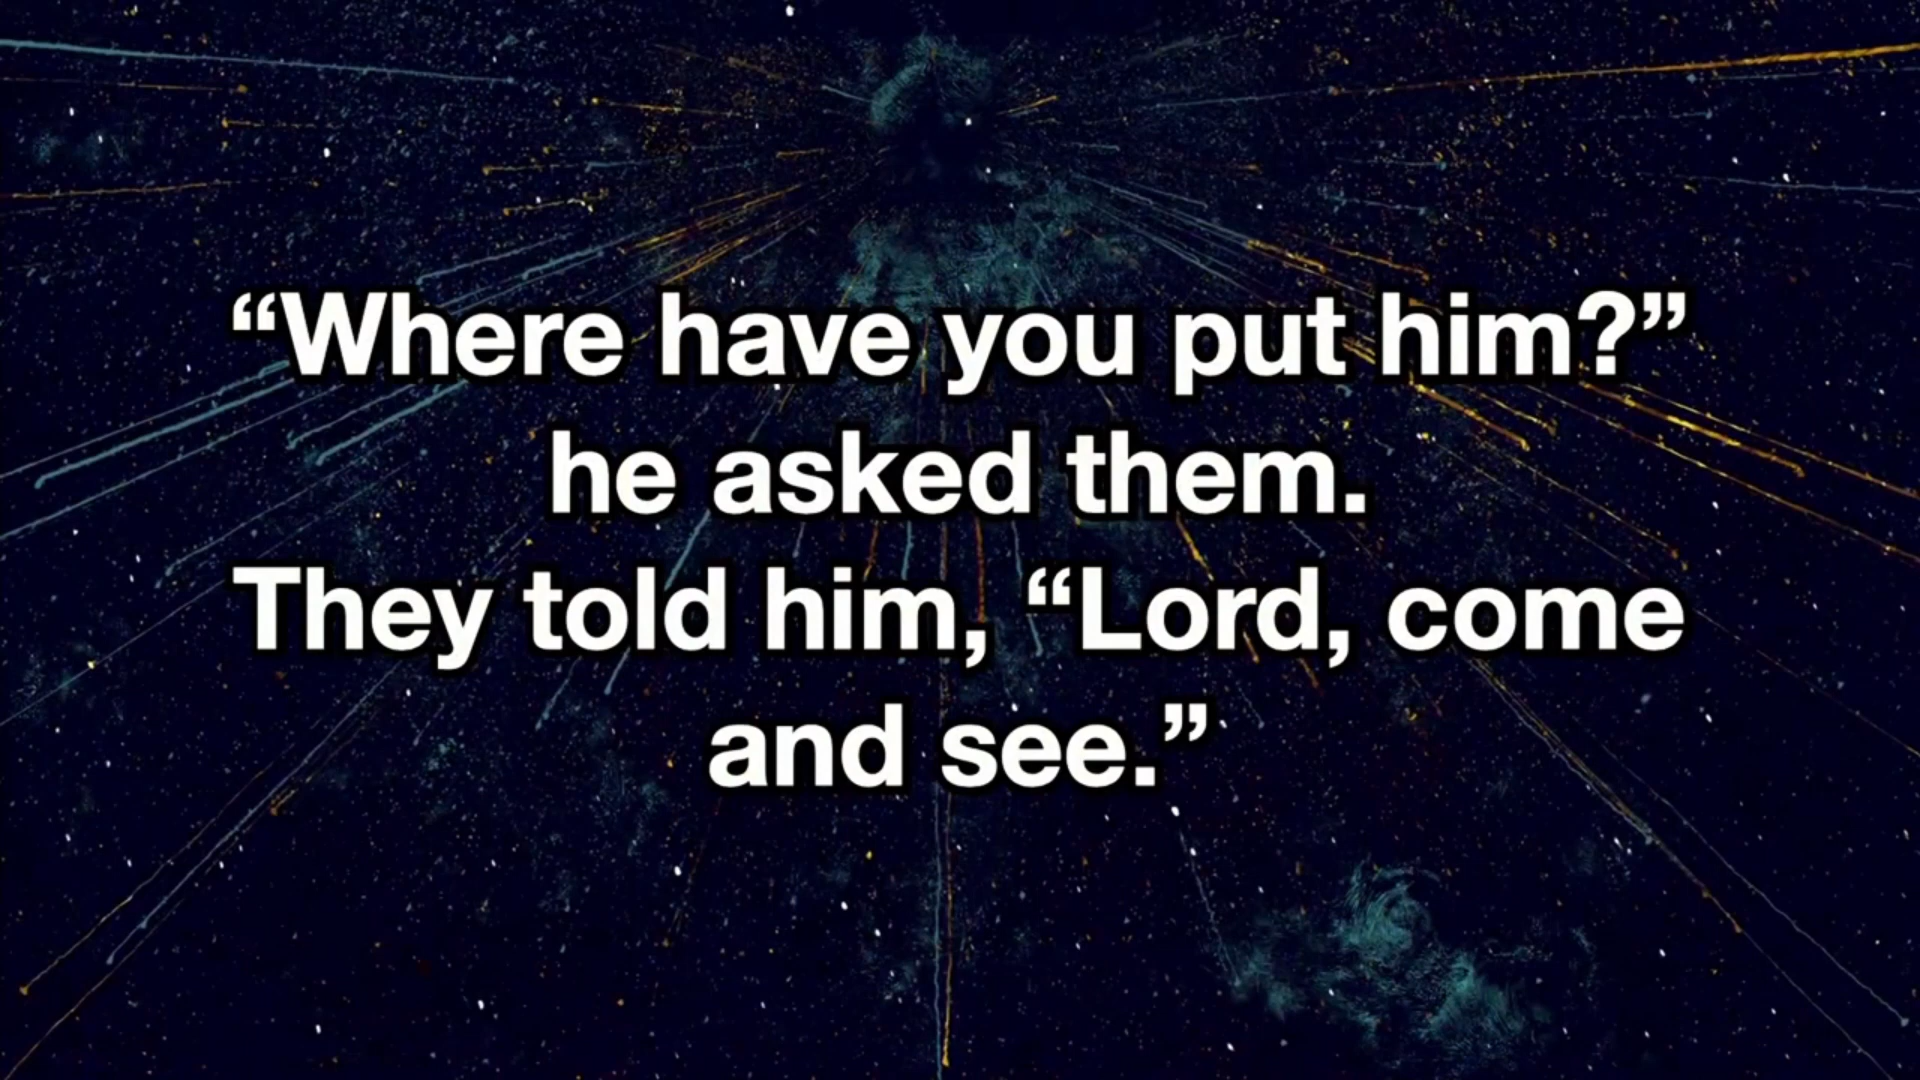 “Where have you put him?”
he asked them.
They told him, “Lord, come
and see.”